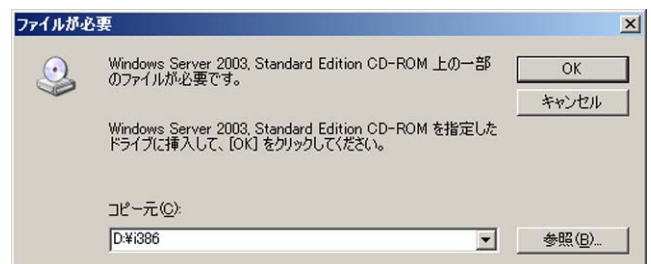 ファイルが必要
Windows Server 2003, Standard Edition CD-ROM 上の一部
のファイルが必要です。
OK
キャンセル
Windows Server 2003, Standard Edition CD-ROM を指定した
ドライブに挿入して、[OK] をクリックしてください。
コピー元(C):
D:¥i386
参照(B)...